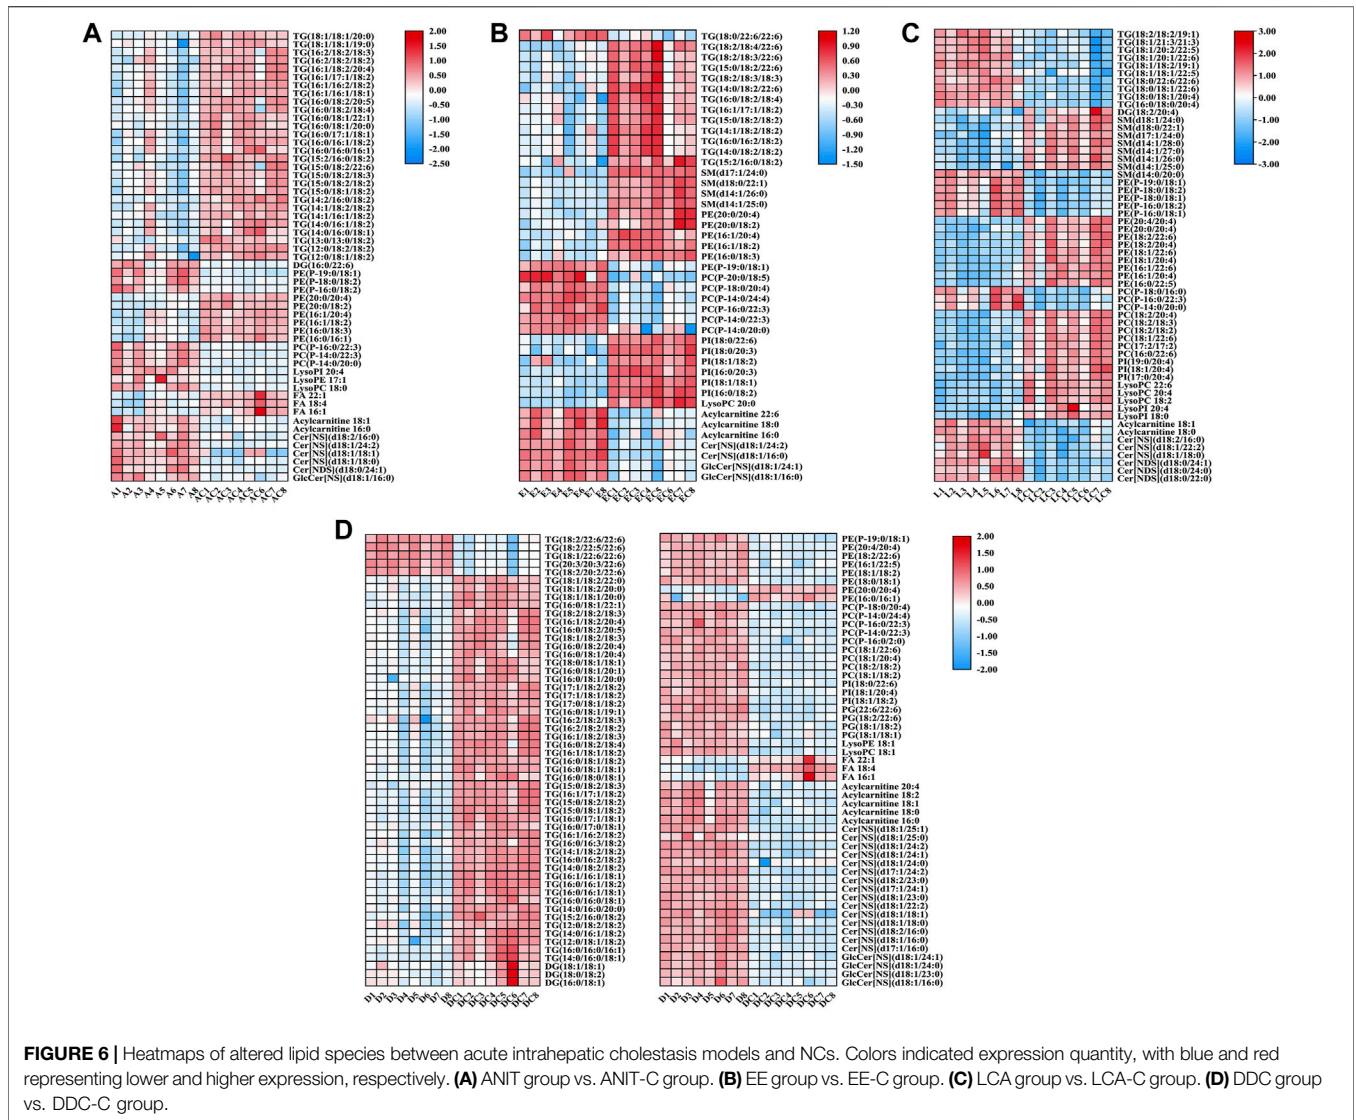 A
TG(18:1/18:1/20:0)
TG(18:1/18:1/19:0)
TG(16:2/18:2/18:3)
TG(16:2/18:2/18:2)
TG(16:1/18:2/20:4)
TG(16:1/17:1/18:2)
TG(16:1/16:2/18:2)
TG(16:1/16:1/18:1)
TG(16:0/18:2/20:5)
TG(16:0/18:2/18:4)
TG(16:0/18:1/22:1)
TG(16:0/18:1/20:0)
TG(16:0/17:1/18:1)
TG(16:0/16:1/18:2)
TG(16:0/16:0/16:1)
TG(15:2/16:0/18:2)
TG(15:0/18:2/22:6)
TG(15:0/18:2/18:3)
TG(15:0/18:2/18:2)
TG(15:0/18:1/18:2)
TG(14:2/16:0/18:2)
TG(14:1/18:2/18:2)
TG(14:1/16:1/18:2)
TG(14:0/16:1/18:2)
TG(14:0/16:0/18:1)
TG(13:0/13:0/18:2)
TG(12:0/18:2/18:2)
TG(12:0/18:1/18:2)
DG(16:0/22:6)
PE(P-19:0/18:1)
PE(P-18:0/18:2)
PE(P-16:0/18:2)
PE(20:0/20:4)
PE(20:0/18:2)
PE(16:1/20:4)
PE(16:1/18:2)
PE(16:0/18:3)
PE(16:0/16:1)
PC(P-16:0/22:3)
PC(P-14:0/22:3)
PC(P-14:0/20:0)
LysoPI 20:4
LysoPE 17:1
LysoPC 18:0
FA 22:1
FA 18:4
FA 16:1
Acylcarnitine 18:1
Acylcarnitine 16:0
Cer[NS](d18:2/16:0)
Cer[NS](d18:1/24:2)
Cer[NS](d18:1/18:1)
Cer[NS](d18:1/18:0)
Cer[NDS](d18:0/24:1)
GlcCer[NS](d18:1/16:0)
A1 A2 A3 A4 A5 A6 A7 A8 AC1 AC2 AC3 AC4 AC5 AC6 AC7 AC8
2.00
1.50
1.00
0.50
0.00
-0.50
-1.00
-1.50
-2.00
-2.50
B
TG(18:0/22:6/22:6)
TG(18:2/18:4/22:6)
TG(18:2/18:3/22:6)
TG(15:0/18:2/22:6)
TG(18:2/18:3/18:3)
TG(14:0/18:2/22:6)
TG(16:0/18:2/18:4)
TG(16:1/17:1/18:2)
TG(15:0/18:2/18:2)
TG(14:1/18:2/18:2)
TG(16:0/16:2/18:2)
TG(14:0/18:2/18:2)
TG(15:2/16:0/18:2)
SM(d17:1/24:0)
SM(d18:0/22:1)
SM(d14:1/26:0)
SM(d14:1/25:0)
PE(20:0/20:4)
PE(20:0/18:2)
PE(16:1/20:4)
PE(16:1/18:2)
PE(16:0/18:3)
PE(P-19:0/18:1)
PC(P-20:0/18:5)
PC(P-18:0/20:4)
PC(P-14:0/24:4)
PC(P-16:0/22:3)
PC(P-14:0/22:3)
PC(P-14:0/20:0)
PI(18:0/22:6)
PI(18:0/20:3)
PI(18:1/18:2)
PI(16:0/20:3)
PI(18:1/18:1)
PI(16:0/18:2)
LysoPC 20:0
Acylcarnitine 22:6
Acylcarnitine 18:0
Acylcarnitine 16:0
Cer[NS](d18:1/24:2)
Cer[NS](d18:1/16:0)
GlcCer[NS](d18:1/24:1)
GlcCer[NS](d18:1/16:0)
E1 E2 E3 E4 E5 E6 E7 E8 EC1 EC2 EC3 EC4 EC5 EC6 EC7 EC8
1.20
0.90
0.60
0.30
0.00
-0.30
-0.60
-0.90
-1.20
-1.50
C
TG(18:2/18:2/19:1)
TG(18:1/21:3/21:3)
TG(18:1/20:2/22:5)
TG(18:1/20:1/22:6)
TG(18:1/18:2/19:1)
TG(18:1/18:1/22:5)
TG(18:0/22:6/22:6)
TG(18:0/18:1/22:6)
TG(18:0/18:1/20:4)
TG(16:0/18:0/20:4)
DG(18:2/20:4)
SM(d18:1/24:0)
SM(d18:0/22:1)
SM(d17:1/24:0)
SM(d14:1/28:0)
SM(d14:1/27:0)
SM(d14:1/26:0)
SM(d14:1/25:0)
SM(d14:0/20:0)
PE(P-19:0/18:1)
PE(P-18:0/18:2)
PE(P-18:0/18:1)
PE(P-16:0/18:2)
PE(P-16:0/18:1)
PE(20:4/20:4)
PE(20:0/20:4)
PE(18:2/22:6)
PE(18:2/20:4)
PE(18:1/22:6)
PE(18:1/20:4)
PE(16:1/22:6)
PE(16:1/20:4)
PE(16:0/22:5)
PC(P-18:0/16:0)
PC(P-16:0/22:3)
PC(P-14:0/20:0)
PC(18:2/20:4)
PC(18:2/18:3)
PC(18:2/18:2)
PC(18:1/22:6)
PC(17:2/17:2)
PC(16:0/22:6)
PI(19:0/20:4)
PI(18:1/20:4)
PI(17:0/20:4)
LysoPC 22:6
LysoPC 20:4
LysoPC 18:2
LysoPI 20:4
LysoPI 18:0
Acylcarnitine 18:1
Acylcarnitine 18:0
Cer[NS](d18:2/16:0)
Cer[NS](d18:1/22:2)
Cer[NS](d18:1/18:0)
Cer[NDS](d18:0/24:1)
Cer[NDS](d18:0/24:0)
Cer[NDS](d18:0/22:0)
L1 L2 L3 L4 L5 L6 L7 L8 LC1 LC2 LC3 LC4 LC5 LC6 LC7 LC8
3.00
2.00
1.00
0.00
-1.00
-2.00
-3.00
D
TG(18:2/22:6/22:6)
TG(18:2/22:5/22:6)
TG(18:1/22:6/22:6)
TG(20:3/20:3/22:6)
TG(18:2/20:2/22:6)
TG(18:1/18:2/22:0)
TG(18:1/18:2/20:0)
TG(18:1/18:1/20:0)
TG(16:0/18:1/22:1)
TG(18:2/18:2/18:3)
TG(16:1/18:2/20:4)
TG(16:0/18:2/20:5)
TG(18:1/18:2/18:3)
TG(16:0/18:2/20:4)
TG(16:0/18:1/20:4)
TG(18:0/18:1/18:1)
TG(16:0/18:1/20:1)
TG(16:0/18:1/20:0)
TG(17:1/18:2/18:2)
TG(17:1/18:1/18:2)
TG(17:0/18:1/18:2)
TG(16:0/18:1/19:1)
TG(16:2/18:2/18:3)
TG(16:2/18:2/18:2)
TG(16:1/18:2/18:3)
TG(16:0/18:2/18:4)
TG(16:1/18:1/18:2)
TG(16:0/18:1/18:2)
TG(16:0/18:1/18:1)
TG(16:0/18:0/18:1)
TG(15:0/18:2/18:3)
TG(16:1/17:1/18:2)
TG(15:0/18:2/18:2)
TG(15:0/18:1/18:2)
TG(16:0/17:1/18:1)
TG(16:0/17:0/18:1)
TG(16:1/16:2/18:2)
TG(16:0/16:3/18:2)
TG(14:1/18:2/18:2)
TG(16:0/16:2/18:2)
TG(14:0/18:2/18:2)
TG(16:1/16:1/18:1)
TG(16:0/16:1/18:2)
TG(16:0/16:1/18:1)
TG(16:0/16:0/18:1)
TG(14:0/16:0/20:0)
TG(15:2/16:0/18:2)
TG(12:0/18:2/18:2)
TG(14:0/16:1/18:2)
TG(12:0/18:1/18:2)
TG(16:0/16:0/16:1)
TG(14:0/16:0/18:1)
DG(18:1/18:1)
DG(18:0/18:2)
DG(16:0/18:1)
D1 D2 D3 D4 D5 D6 D7 D8 DC1 DC2 DC3 DC4 DC5 DC6 DC7 DC8
PE(P-19:0/18:1)
PE(20:4/20:4)
PE(18:2/22:6)
PE(16:1/22:5)
PE(18:1/18:2)
PE(18:0/18:1)
PE(20:0/20:4)
PE(16:0/16:1)
PC(P-18:0/20:4)
PC(P-14:0/24:4)
PC(P-16:0/22:3)
PC(P-14:0/22:3)
PC(P-16:0/2:0)
PC(18:1/22:6)
PC(18:1/20:4)
PC(18:2/18:2)
PC(18:1/18:2)
PI(18:0/22:6)
PI(18:1/20:4)
PI(18:1/18:2)
PG(22:6/22:6)
PG(18:2/22:6)
PG(18:1/18:2)
PG(18:1/18:1)
LysoPE 18:1
LysoPC 18:1
FA 22:1
FA 18:4
FA 16:1
Acylcarnitine 20:4
Acylcarnitine 18:2
Acylcarnitine 18:1
Acylcarnitine 18:0
Acylcarnitine 16:0
Cer[NS](d18:1/25:1)
Cer[NS](d18:1/25:0)
Cer[NS](d18:1/24:2)
Cer[NS](d18:1/24:1)
Cer[NS](d18:1/24:0)
Cer[NS](d17:1/24:2)
Cer[NS](d18:2/23:0)
Cer[NS](d17:1/24:1)
Cer[NS](d18:1/23:0)
Cer[NS](d18:1/22:2)
Cer[NS](d18:1/18:1)
Cer[NS](d18:1/18:0)
Cer[NS](d18:2/16:0)
Cer[NS](d18:1/16:0)
Cer[NS](d17:1/16:0)
GlcCer[NS](d18:1/24:1)
GlcCer[NS](d18:1/24:0)
GlcCer[NS](d18:1/23:0)
GlcCer[NS](d18:1/16:0)
D1 D2 D3 D4 D5 D6 D7 D8 DC1 DC2 DC3 DC4 DC5 DC6 DC7 DC8
2.00
1.50
1.00
0.50
0.00
-0.50
-1.00
-1.50
-2.00
FIGURE 6 | Heatmaps of altered lipid species between acute intrahepatic cholestasis models and NCs. Colors indicated expression quantity, with blue and red
representing lower and higher expression, respectively. (A) ANIT group vs. ANIT-C group. (B) EE group vs. EE-C group. (C) LCA group vs. LCA-C group. (D) DDC group
vs. DDC-C group.